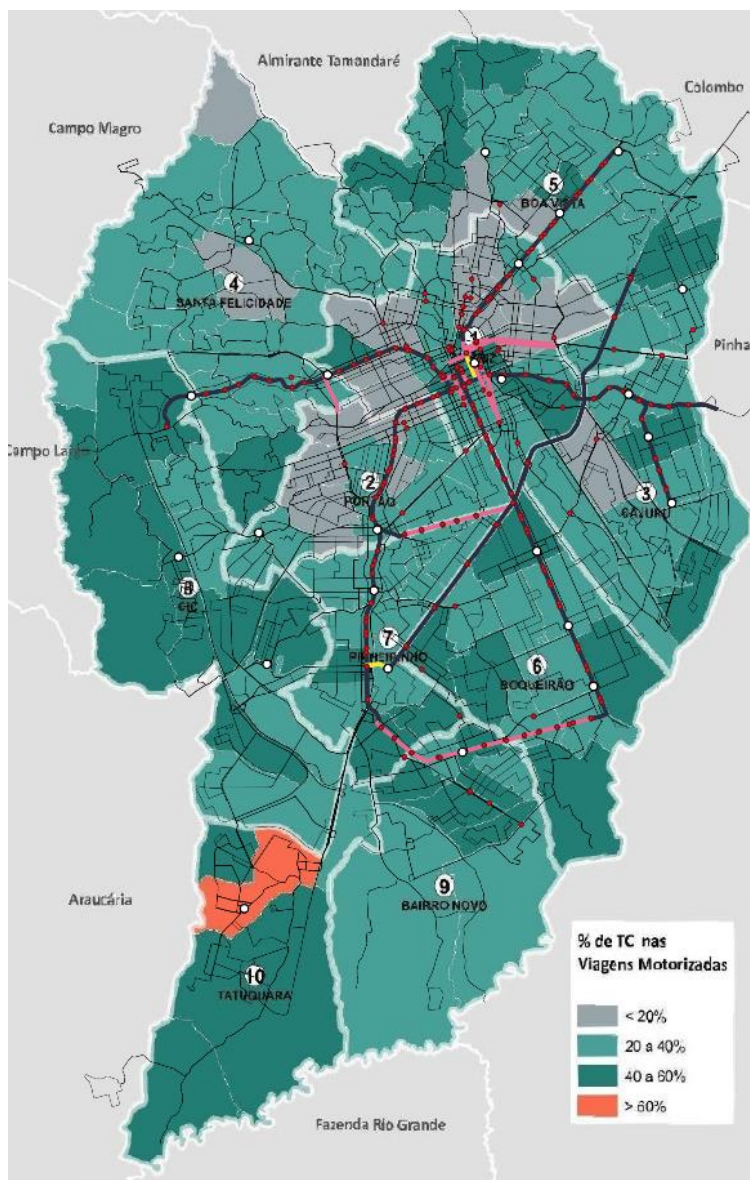 Almirante Tamandaré
Colombo
Campo Magro
5
BOA VISTA
4
SANTA FELICIDADE
1
Pinha
Campo Largo
2
PORTÃO
3
CAJURU
8
CIC
7
PINHEIRINHO
6
BOQUEIRÃO
Araucária
9
BAIRRO NOVO
10
TATUQUARA
Fazenda Rio Grande
% de TC nas
Viagens Motorizadas
< 20%
20 a 40%
40 a 60%
> 60%